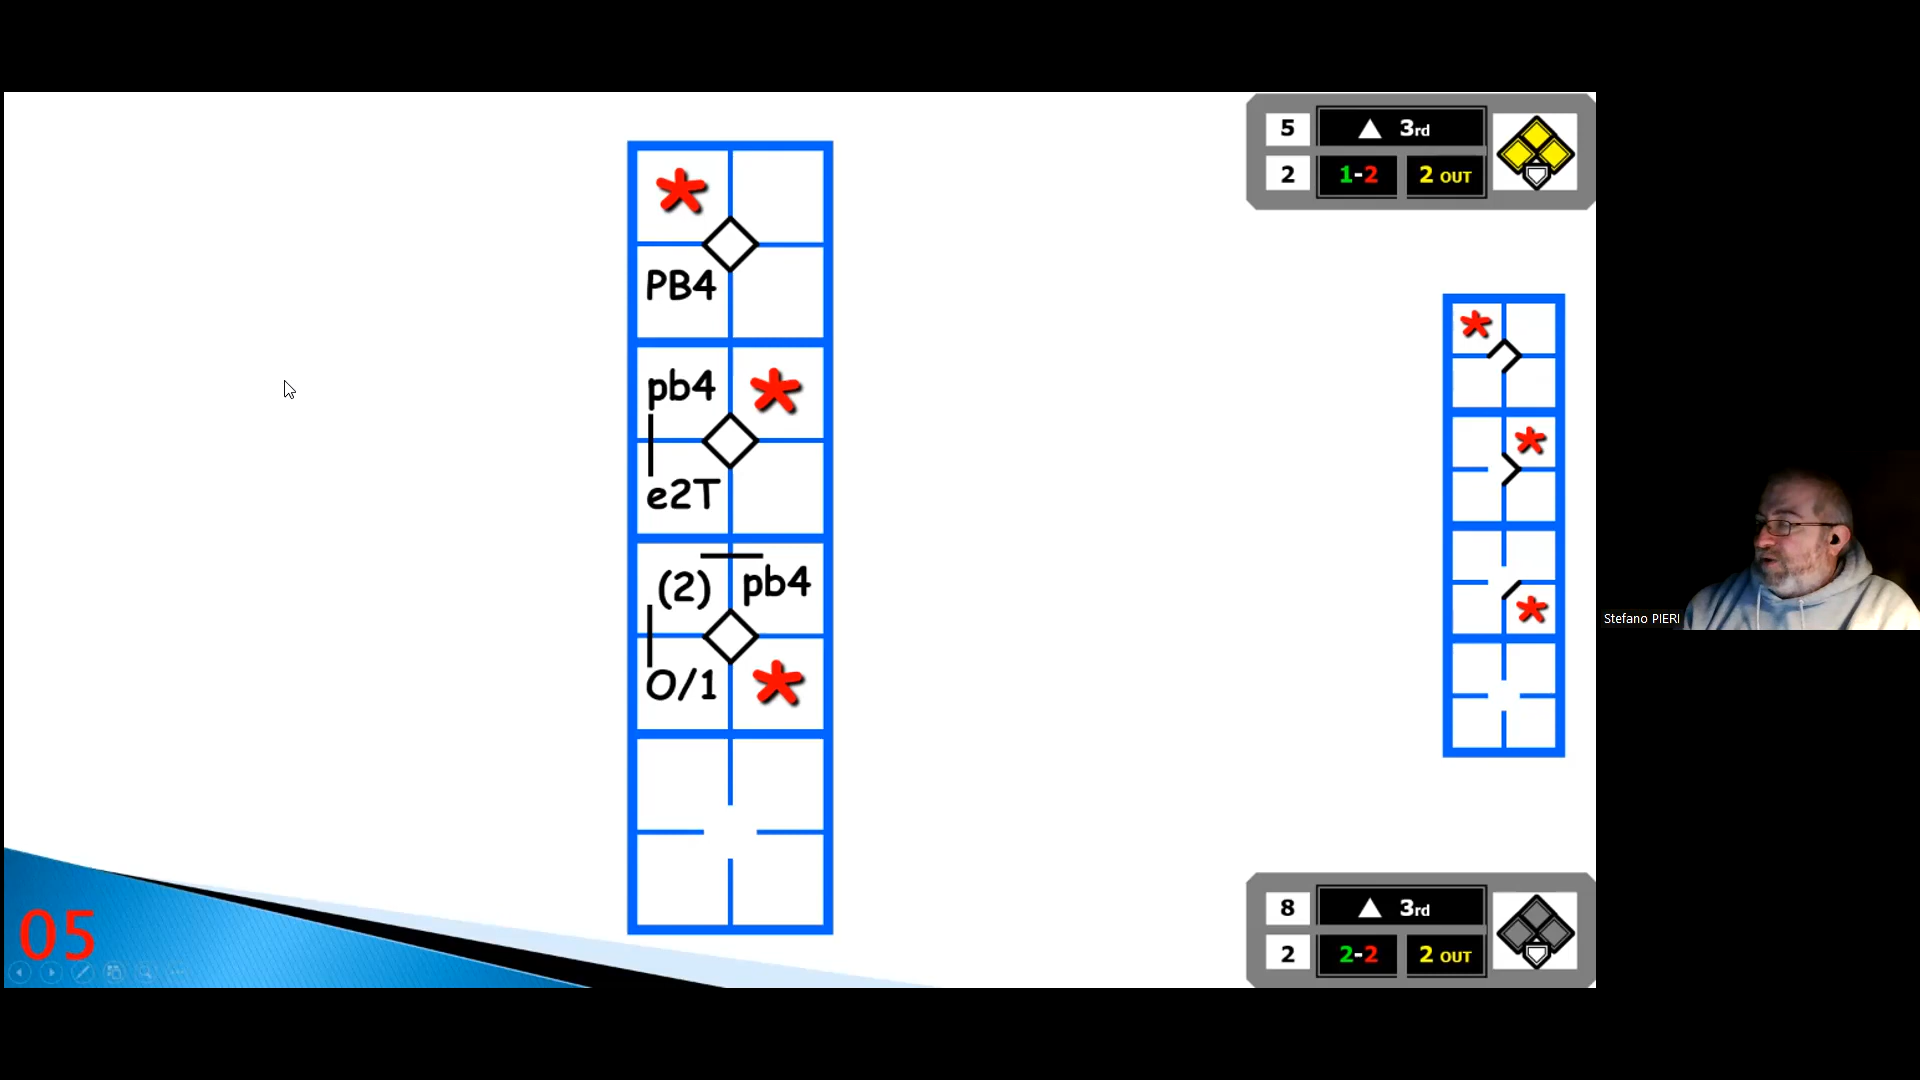 5 3rd
2 1-2 2 OUT
*
PB4
pb4 *
e2T
(2) pb4
O/1 *
*
*
*
Stefano PIERI
8 3rd
2 2-2 2 OUT
05